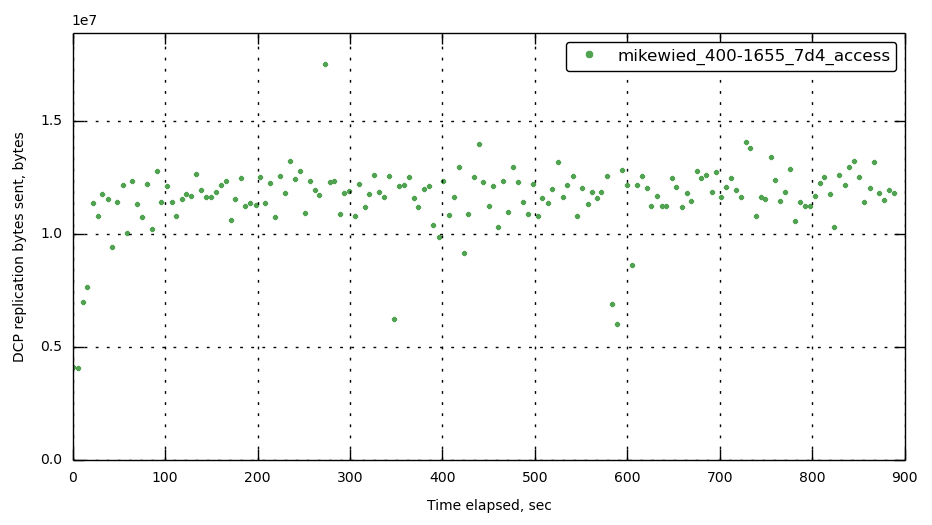 1e7
mikewied_400-1655_7d4_access
1.5
1.0
0.5
0.0
DCP replication bytes sent, bytes
0 100 200 300 400 500 600 700 800 900
Time elapsed, sec